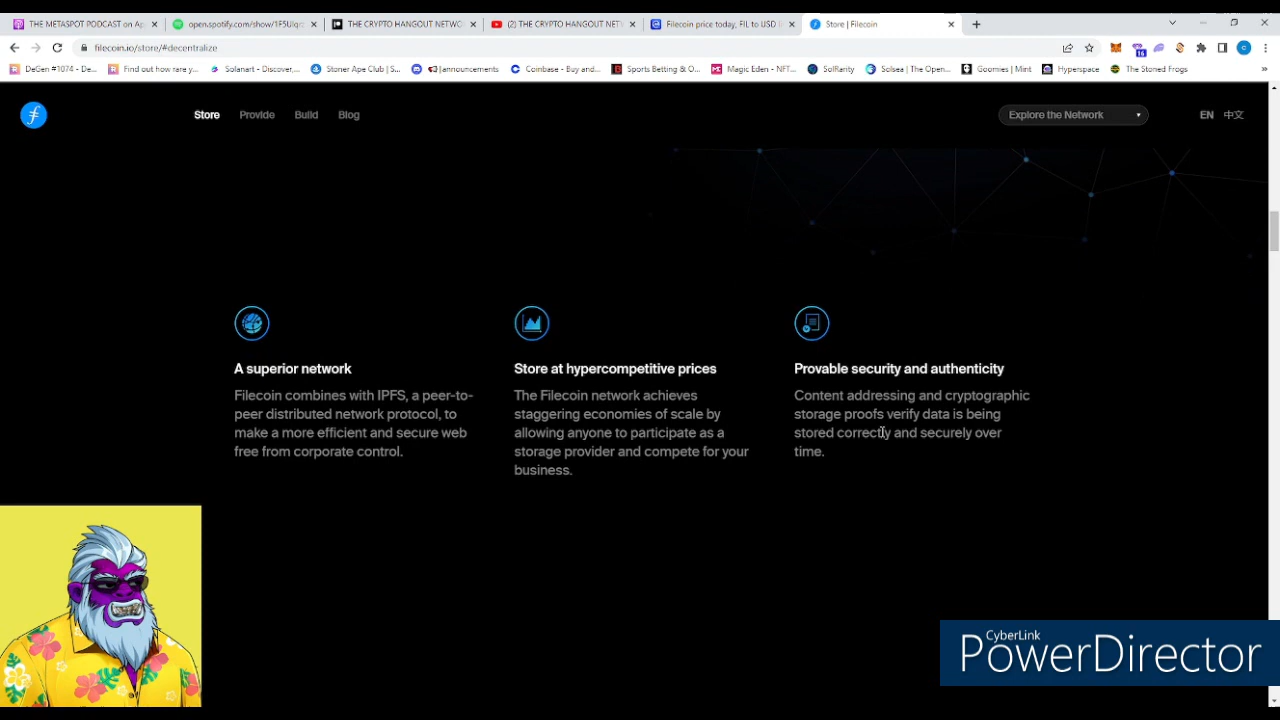 THE METASPOT PODCAST on Ap
open.spotify.com/show/1F5Uiq
THE CRYPTO HANGOUT NETWO
(2) THE CRYPTO HANGOUT NET
Filecoin price today, FIL to USD l
Store | Filecoin
filecoin.io/store/#decentralize
16
C
DeGen #1074 - De...
Find out how rare y...
Solanart - Discover,...
Stoner Ape Club | S...
announcements
Coinbase - Buy and...
Sports Betting & O...
Magic Eden - NFT...
SolRarity
Solsea | The Open...
Goomies | Mint
Hyperspace
The Stoned Frogs
Store
Provide
Build
Blog
Explore the Network
EN
中文
A superior network
Filecoin combines with IPFS, a peer-to-
peer distributed network protocol, to
make a more efficient and secure web
free from corporate control.
Store at hypercompetitive prices
The Filecoin network achieves
staggering economies of scale by
allowing anyone to participate as a
storage provider and compete for your
business.
Provable security and authenticity
Content addressing and cryptographic
storage proofs verify data is being
stored correctly and securely over
time.
CyberLink
PowerDirector